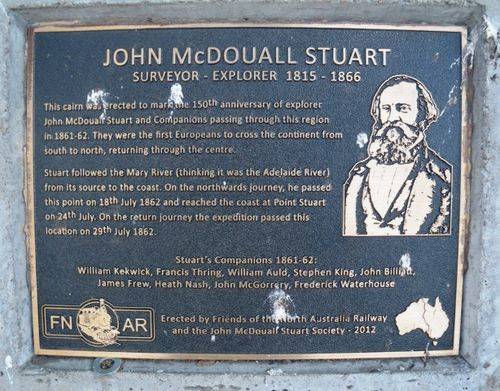 JOHN McDOUALL STUART
SURVEYOR - EXPLORER 1815 - 1866
This cairn was erected to mark the 150th anniversary of explorer
John McDouall Stuart and Companions passing through this region
in 1861-62. They were the first Europeans to cross the continent from
south to north, returning through the centre.
Stuart followed the Mary River (thinking it was the Adelaide River)
from its source to the coast. On the northwards journey, he passed
this point on 18th July 1862 and reached the coast at Point Stuart
on 24th July. On the return journey the expedition passed this
location on 29th July 1862.
Stuart's Companions 1861-62:
William Kekwick, Francis Thring, William Auld, Stephen King, John Billiatt,
James Frew, Heath Nash, John McGorrery, Frederick Waterhouse
FN AR
Erected by Friends of the North Australia Railway
and the John McDouall Stuart Society - 2012